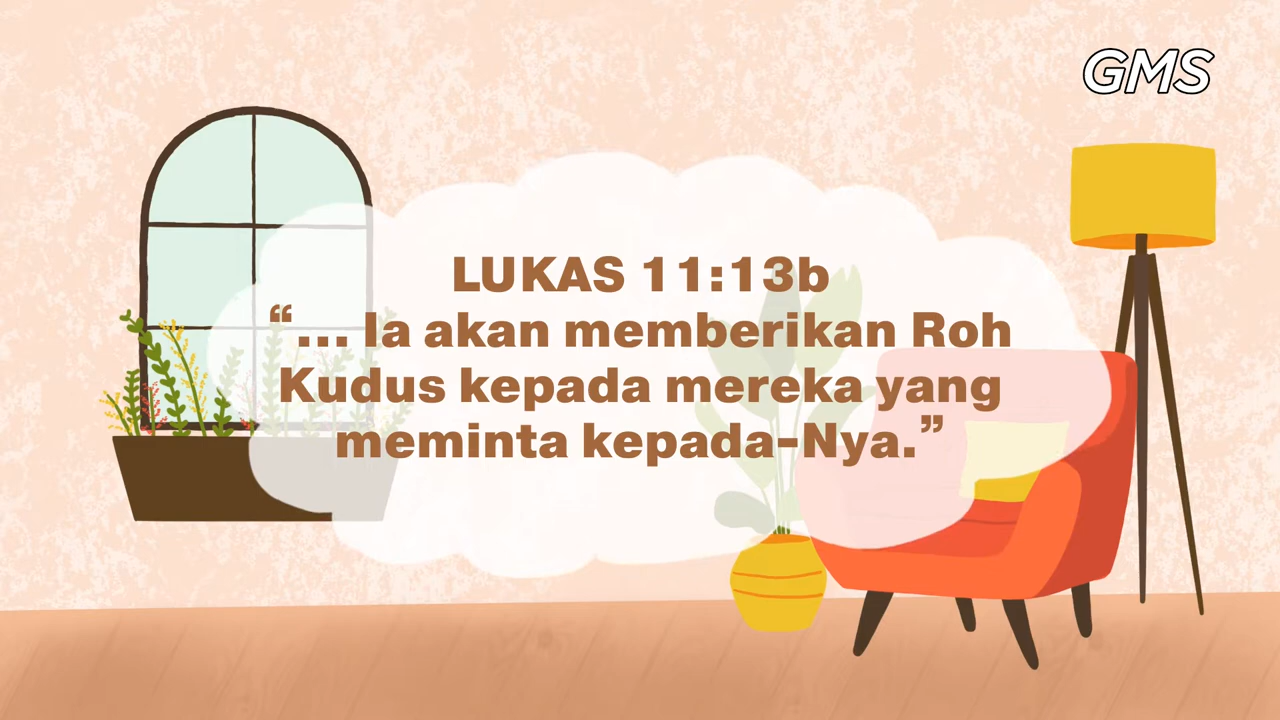 GMS
LUKAS 11:13b
“... Ia akan memberikan Roh
Kudus kepada mereka yang
meminta kepada-Nya.”